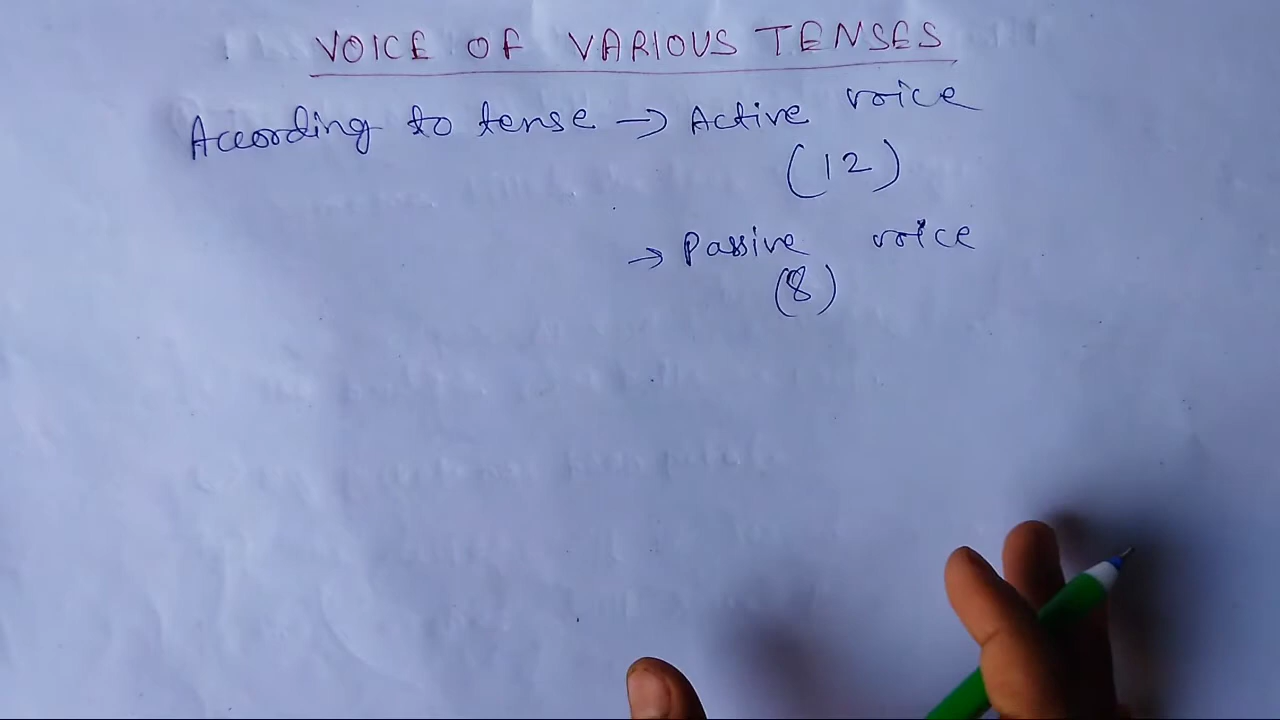 VOICE OF VARIOUS TENSES
According to tense → Active voice
(12)
→ Passive voice
(8)